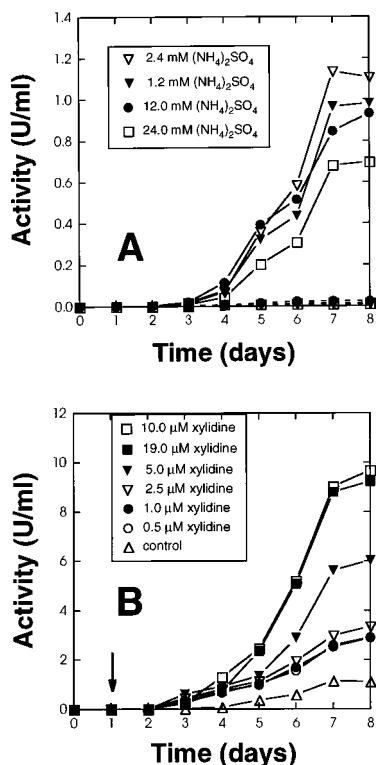 1.4
1.2
1.0
0.8
0.6
0.4
0.2
0.0
Activity (U/ml)
2.4 mM (NH4)2SO4
1.2 mM (NH4)2SO4
12.0 mM (NH4)2SO4
24.0 mM (NH4)2SO4
A
0 1 2 3 4 5 6 7 8
Time (days)
12
10
8
6
4
2
0
Activity (U/ml)
10.0 µM xylidine
19.0 µM xylidine
5.0 µM xylidine
2.5 µM xylidine
1.0 µM xylidine
0.5 µM xylidine
control
B
0 1 2 3 4 5 6 7 8
Time (days)